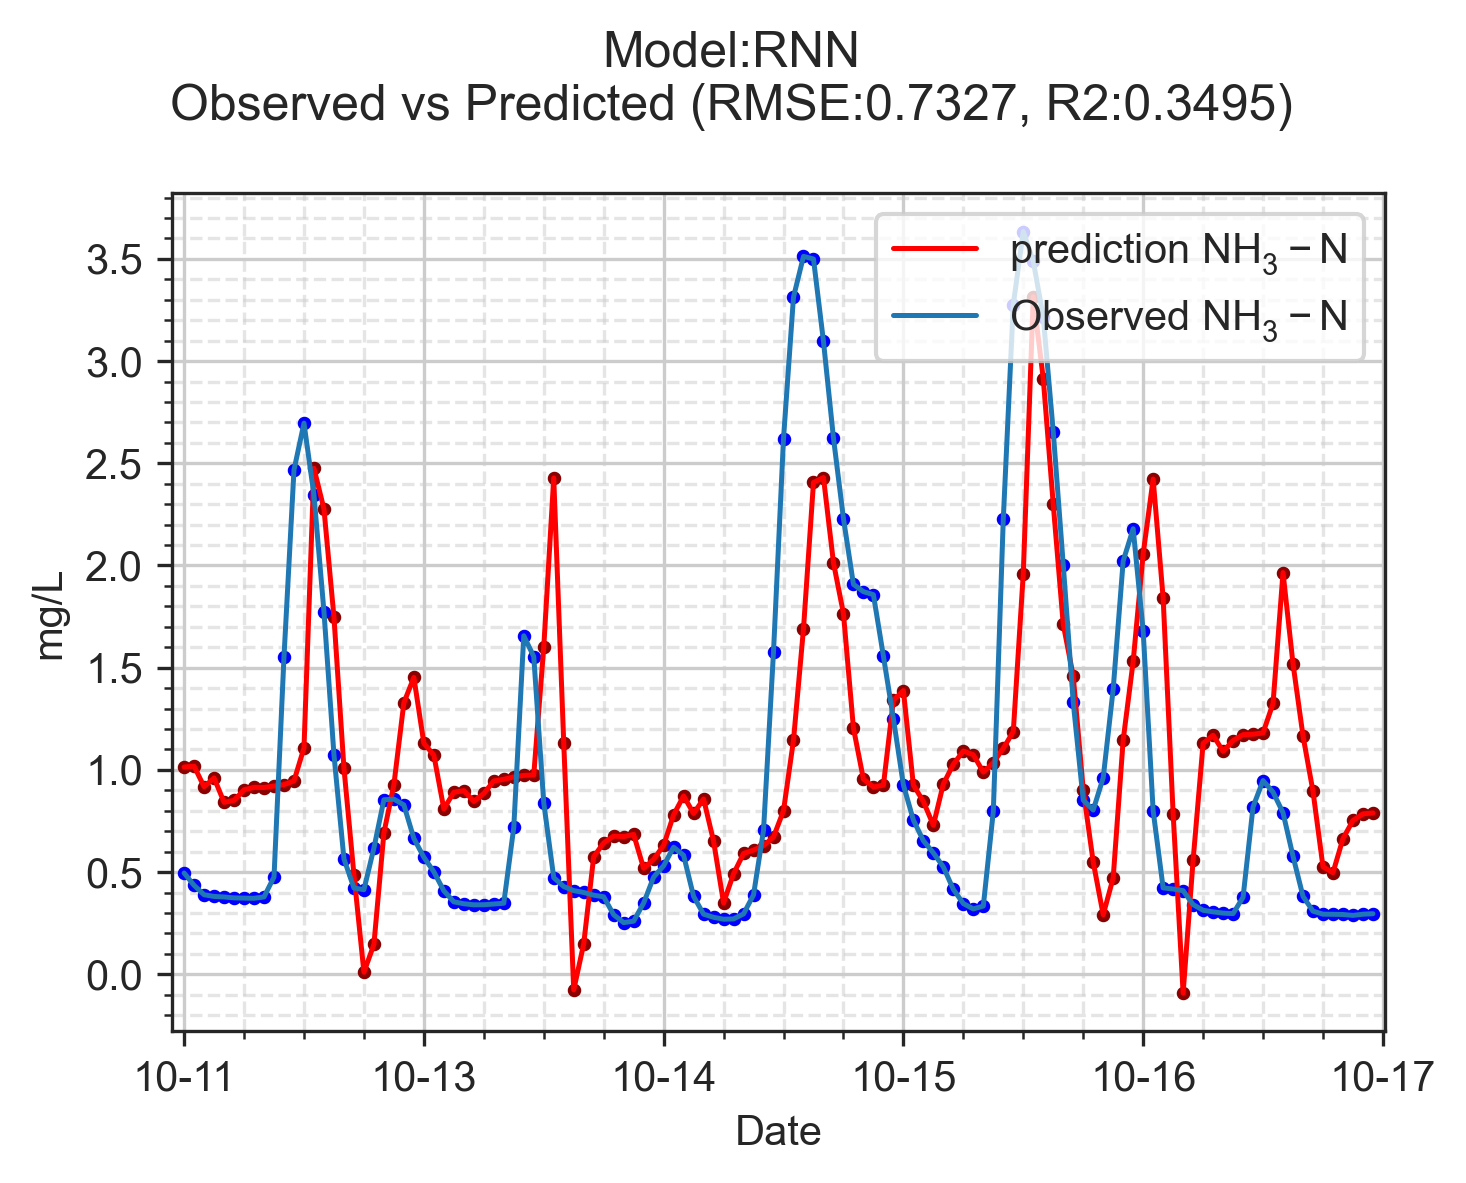 Model:RNN
Observed vs Predicted (RMSE:0.7327, R2:0.3495)
prediction NH₃ − N
Observed NH₃ − N
3.5
3.0
2.5
2.0
1.5
1.0
0.5
0.0
mg/L
10-11 10-13 10-14 10-15 10-16 10-17
Date